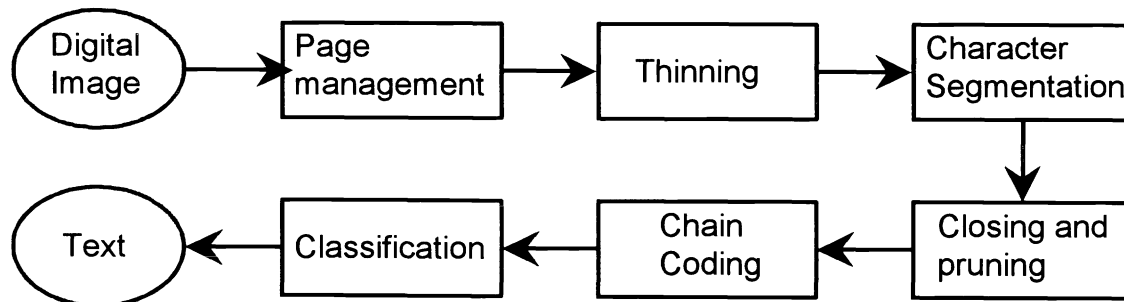 Digital
Image
Page
management
Thinning
Character
Segmentation
Closing and
pruning
Chain
Coding
Classification
Text